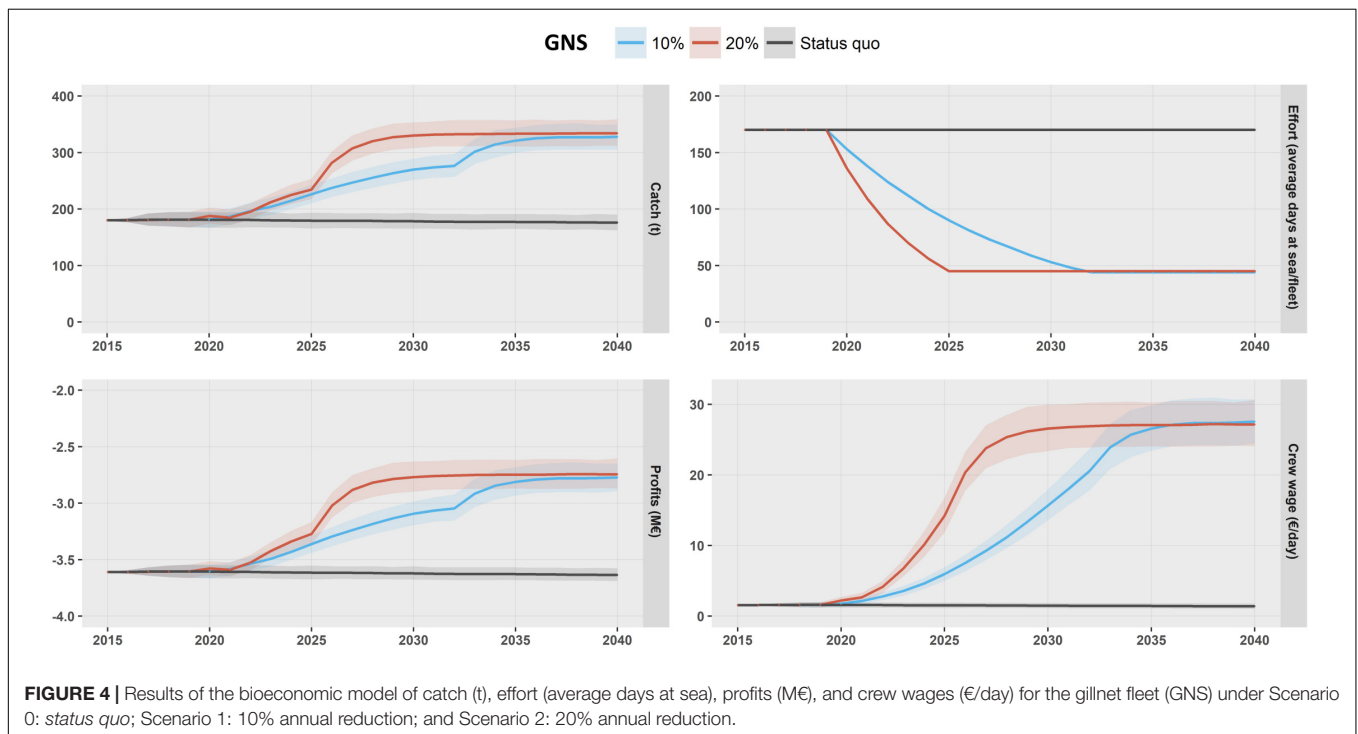 GNS 10% 20% Status quo
400
300
200
100
0
2015 2020 2025 2030 2035 2040
Catch (t)
200
150
100
50
0
2015 2020 2025 2030 2035 2040
Effort (average days at sea/fleet)
-2.0
-2.5
-3.0
-3.5
-4.0
2015 2020 2025 2030 2035 2040
Profits (M€)
30
20
10
0
2015 2020 2025 2030 2035 2040
Crew wage (€/day)
FIGURE 4 | Results of the bioeconomic model of catch (t), effort (average days at sea), profits (M€), and crew wages (€/day) for the gillnet fleet (GNS) under Scenario
0: status quo; Scenario 1: 10% annual reduction; and Scenario 2: 20% annual reduction.